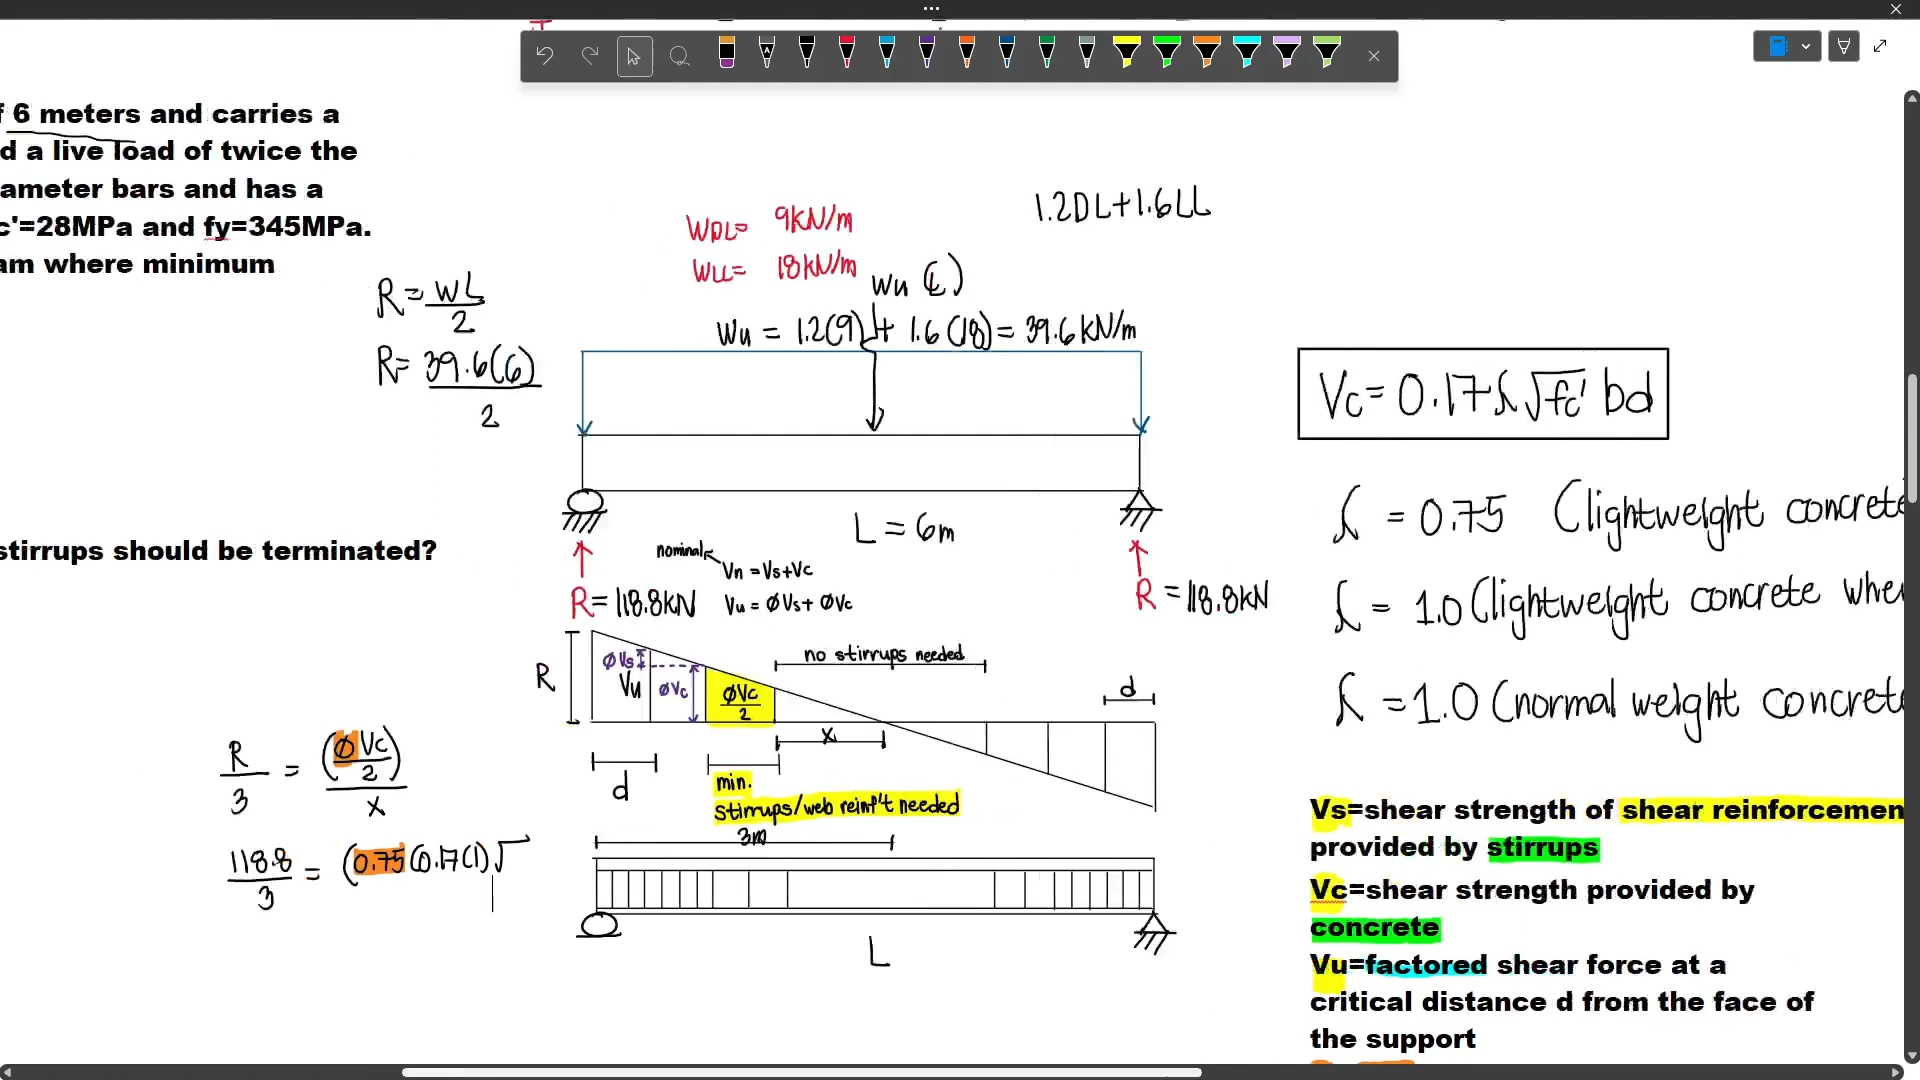 f 6 meters and carries a
d a live load of twice the
ameter bars and has a
c'=28MPa and fy=345MPa.
am where minimum
stirrups should be terminated?
1.2DL+1.6LL
WDL= 9kN/m
WLL= 18kN/m
Wu (L)
Wu = 1.2(9) + 1.6(18) = 39.6kN/m
R = WL/2
R = 39.6(6)/2
L = 6m
nominal
Vn = Vs+Vc
Vu = ØVs + ØVc
R = 118.8kN
R = 118.8kN
no stirrups needed
R
ØVs
Vu
ØVc
ØVc/2
d
x
d
min.
stirrups/web reinf't needed
3m
L
R/3 = (ØVc/2)/x
118.8/3 = (0.75(0.17(1)√
Vc = 0.17λ√fc' bd
λ = 0.75 (lightweight concrete
λ = 1.0 (lightweight concrete whe
λ = 1.0 (normal weight concrete
Vs=shear strength of shear reinforcemen
provided by stirrups
Vc=shear strength provided by
concrete
Vu=factored shear force at a
critical distance d from the face of
the support